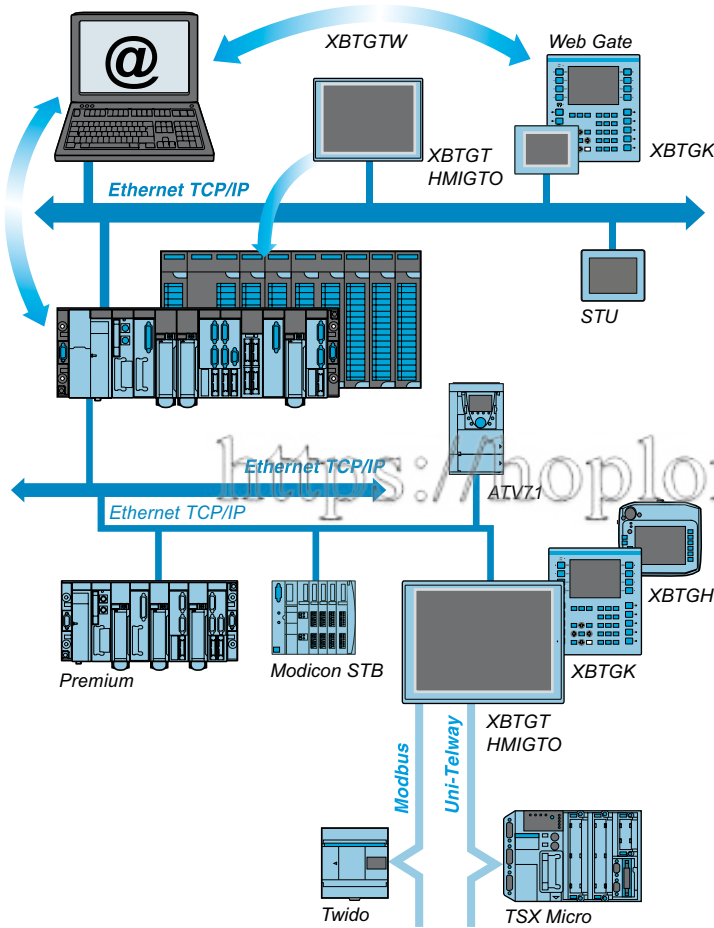 @
XBTGTW
Web Gate
XBTGT
HMIGTO
XBTGK
Ethernet TCP/IP
STU
Ethernet TCP/IP
https://hoplo
ATV71
Ethernet TCP/IP
XBTGH
Premium
Modicon STB
XBTGK
XBTGT
HMIGTO
Modbus
Uni-Telway
Twido
TSX Micro